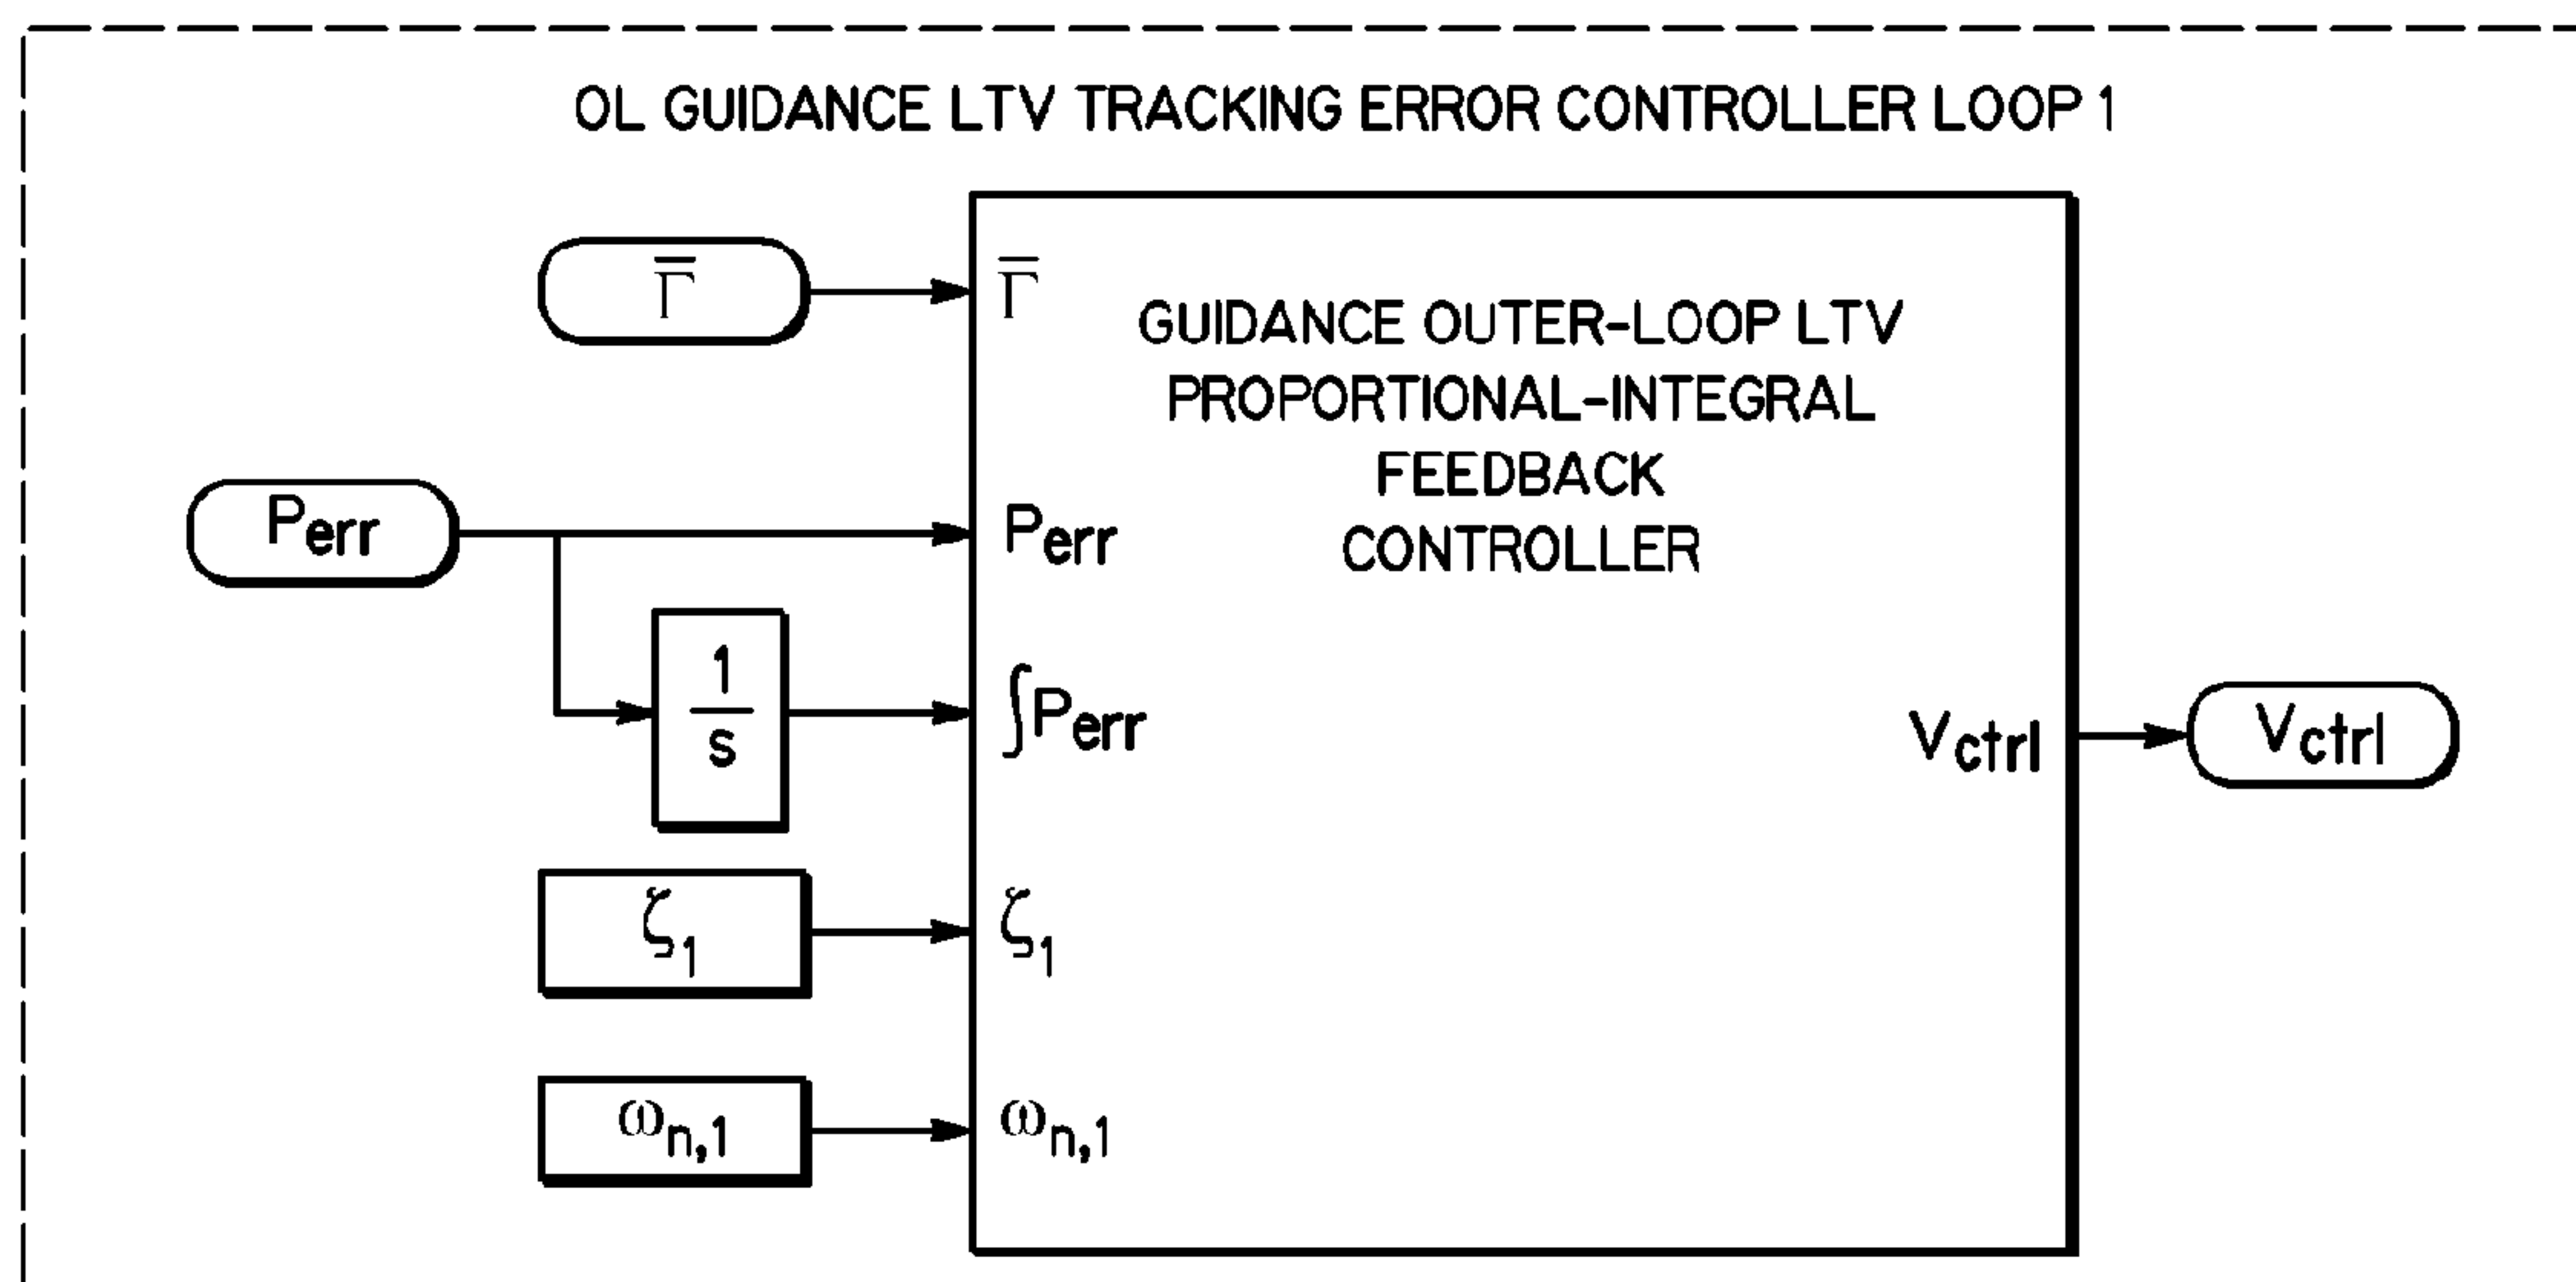 OL GUIDANCE LTV TRACKING ERROR CONTROLLER LOOP 1
Γ̅
Γ̅
GUIDANCE OUTER-LOOP LTV
PROPORTIONAL-INTEGRAL
FEEDBACK
CONTROLLER
Perr
Perr
1
s
∫Perr
Vctrl
Vctrl
ζ1
ζ1
ωn,1
ωn,1